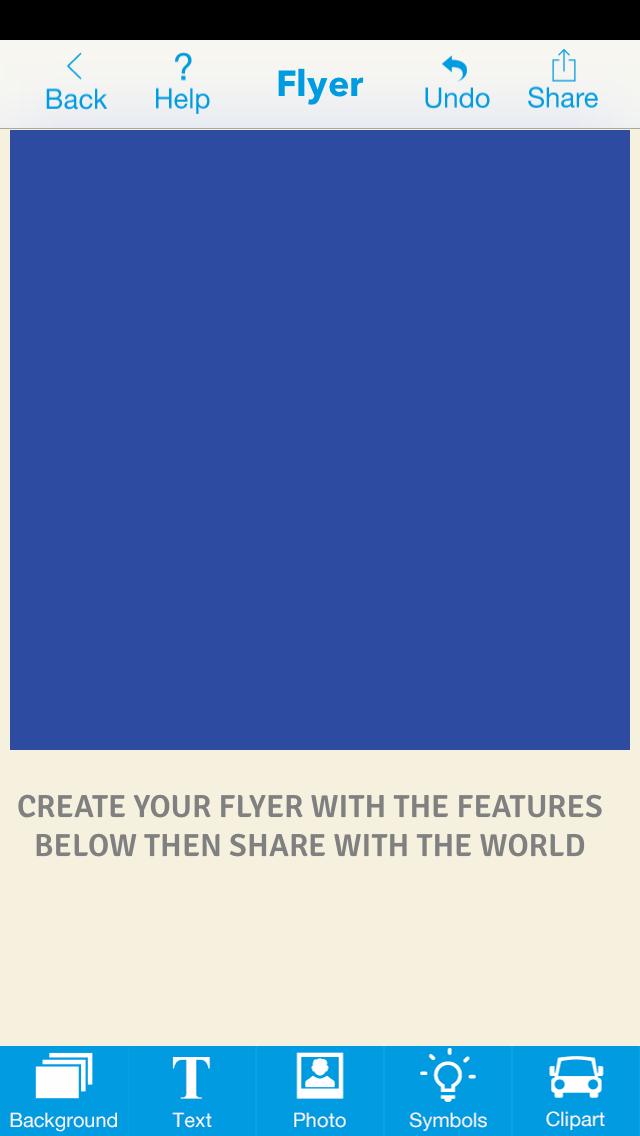 Back
Help
Flyer
Undo
Share
CREATE YOUR FLYER WITH THE FEATURES
BELOW THEN SHARE WITH THE WORLD
Background
Text
Photo
Symbols
Clipart